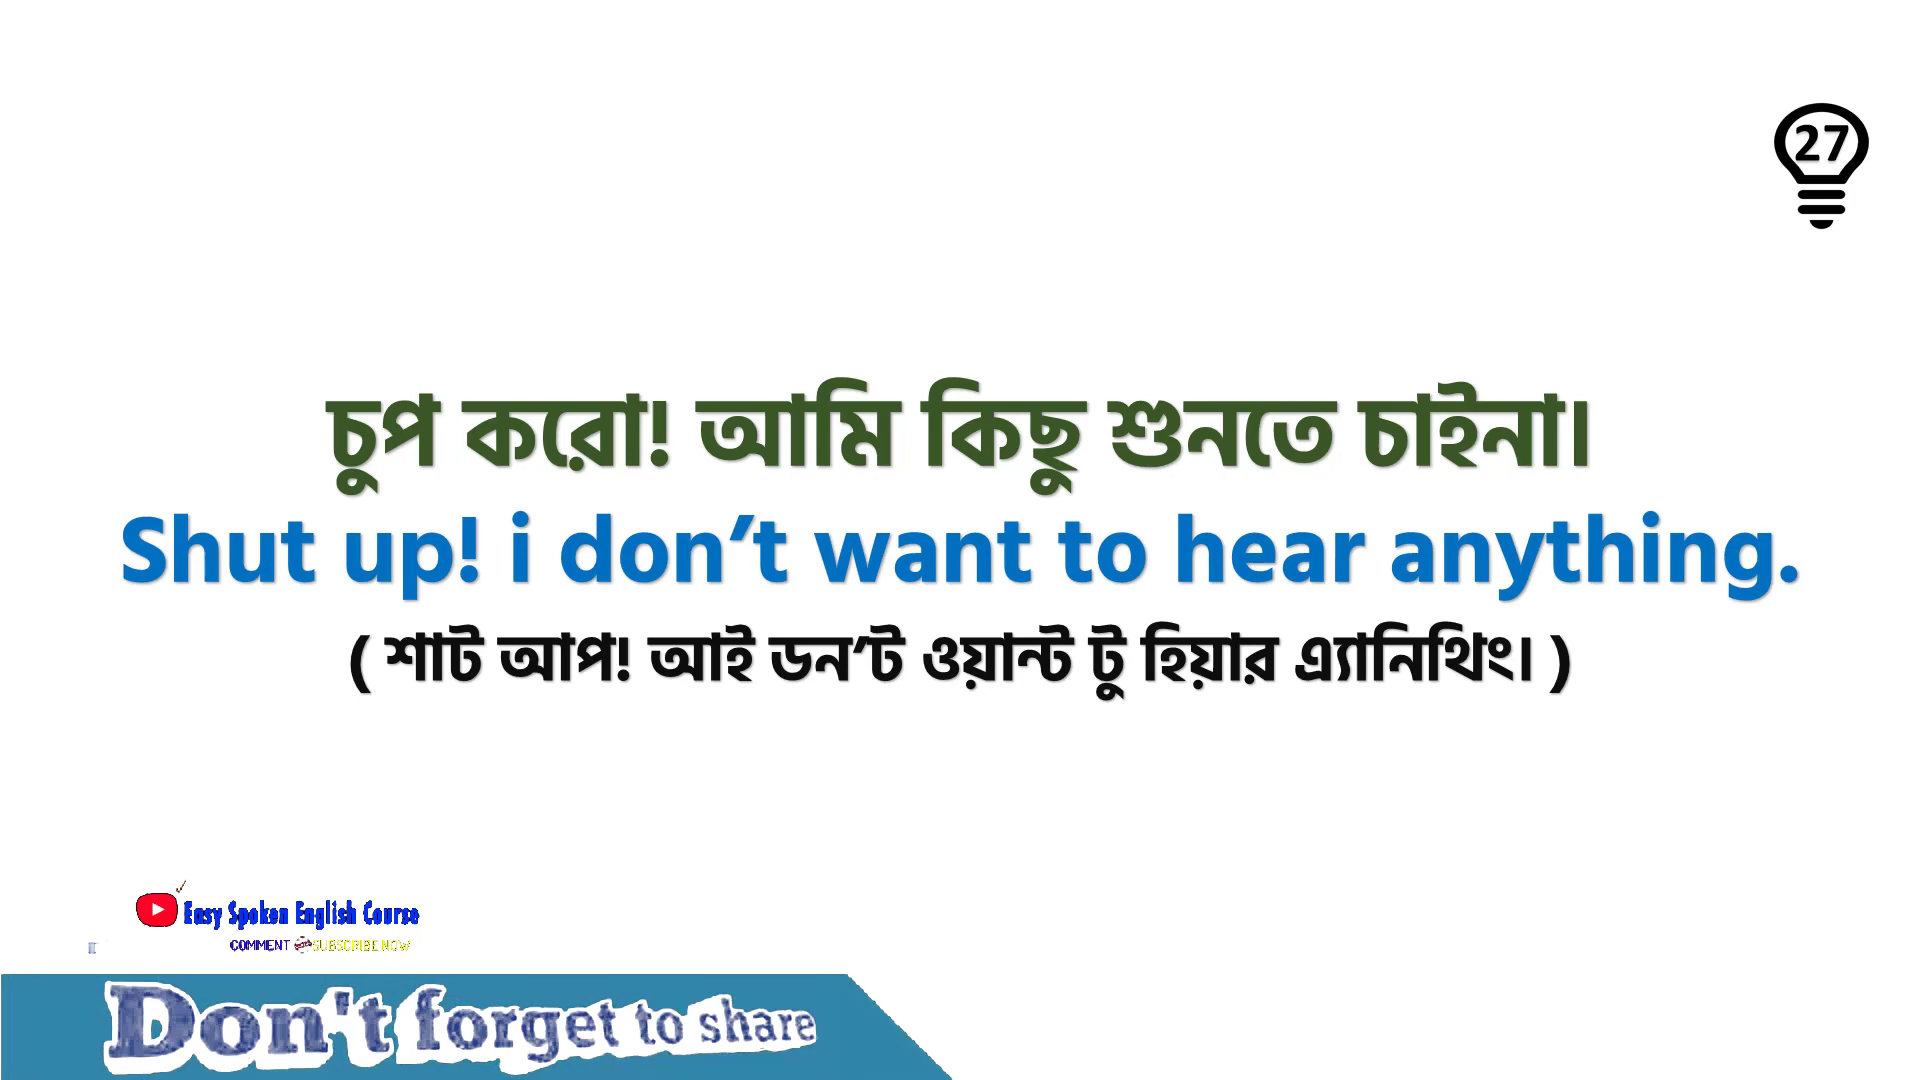 27
চুপ করো! আমি কিছু শুনতে চাইনা।
Shut up! i don’t want to hear anything.
( শাট আপ! আই ডন’ট ওয়ান্ট টু হিয়ার এ্যানিথিং। )
Easy Spoken English Course
COMMENT SUBSCRIBE NOW
Don't forget to share